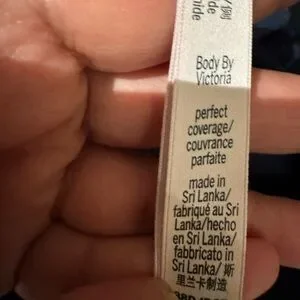 Body By
Victoria
perfect
coverage/
couvrance
parfaite
made in
Sri Lanka/
fabriqué au Sri
Lanka/hecho
en Sri Lanka/
fabbricato in
Sri Lanka/ 斯
里兰卡制造